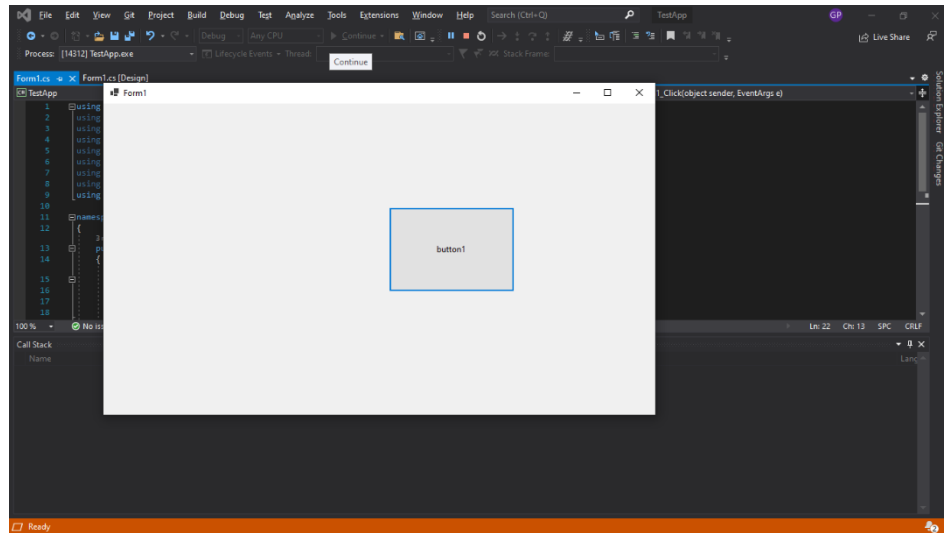 File Edit View Git Project Build Debug Test Analyze Tools Extensions Window Help Search (Ctrl+Q) TestApp GP
Debug Any CPU Continue Live Share
Process: [14312] TestApp.exe Lifecycle Events Thread: Stack Frame:
Continue
Form1.cs Form1.cs [Design]
TestApp 1_Click(object sender, EventArgs e)
Form1
1 using
2 using
3 using
4 using
5 using
6 using
7 using
8 using
9 using
10
11 namesp
12 {
3
13 pu
14 {
15
16
17
18
button1
100 % No iss Ln: 22 Ch: 13 SPC CRLF
Call Stack
Name Lang
Ready 2
Solution Explorer
Git Changes